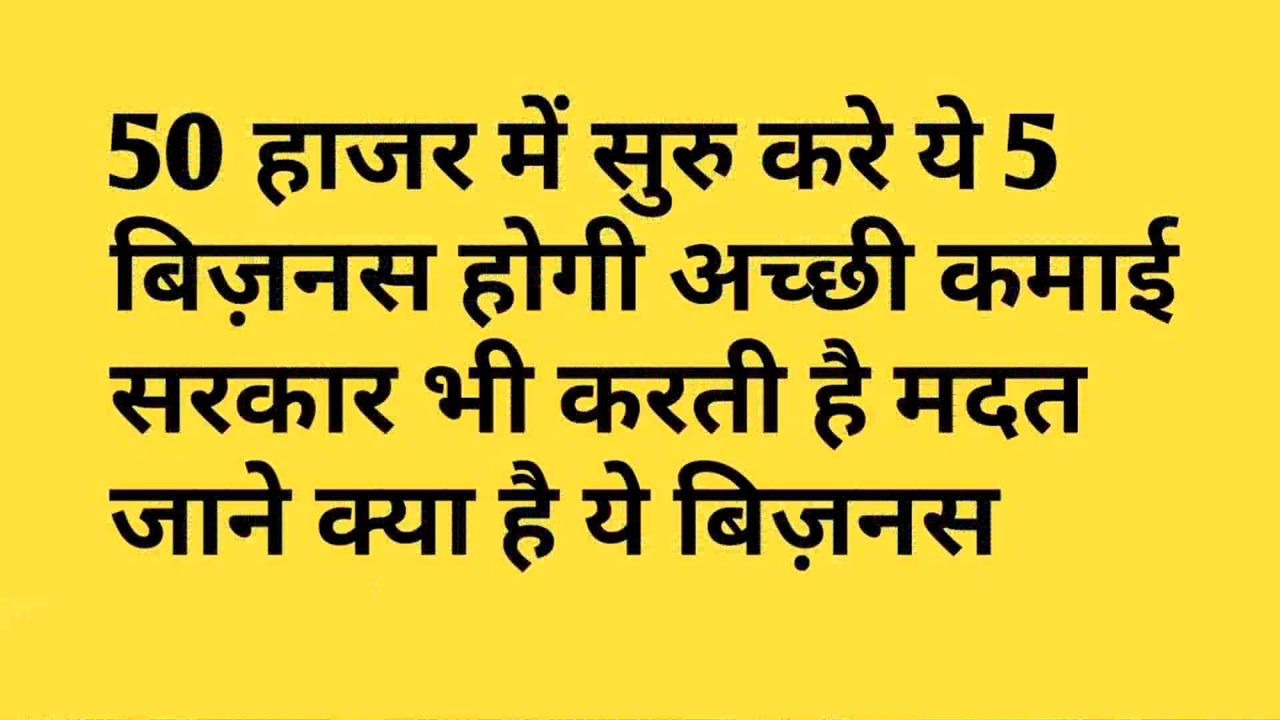 50 हाजर में सुरु करे ये 5
बिज़नस होगी अच्छी कमाई
सरकार भी करती है मदत
जाने क्या है ये बिज़नस